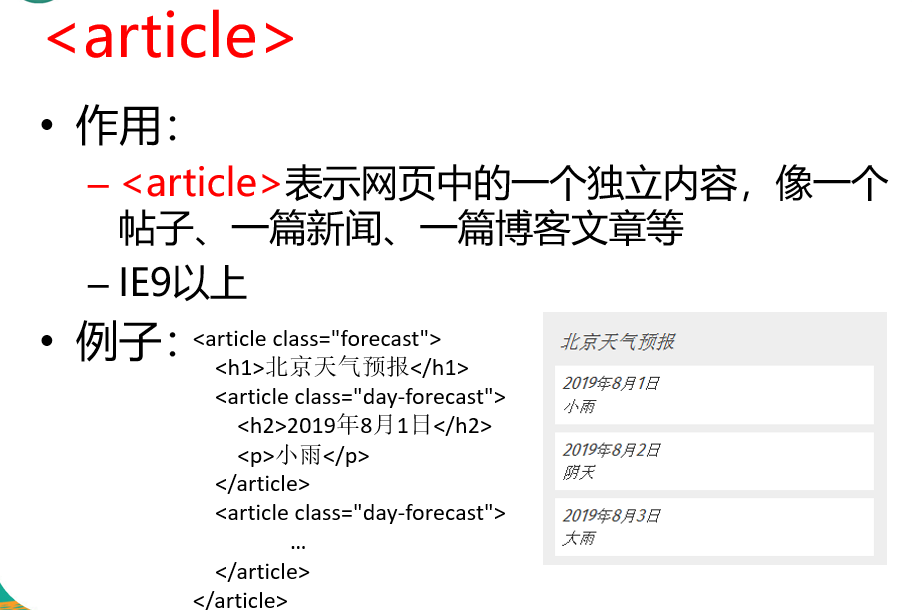 <article>
• 作用：
– <article>表示网页中的一个独立内容，像一个
帖子、一篇新闻、一篇博客文章等
– IE9以上
• 例子：
<article class="forecast">
<h1>北京天气预报</h1>
<article class="day-forecast">
<h2>2019年8月1日</h2>
<p>小雨</p>
</article>
<article class="day-forecast">
...
</article>
</article>
北京天气预报
2019年8月1日
小雨
2019年8月2日
阴天
2019年8月3日
大雨